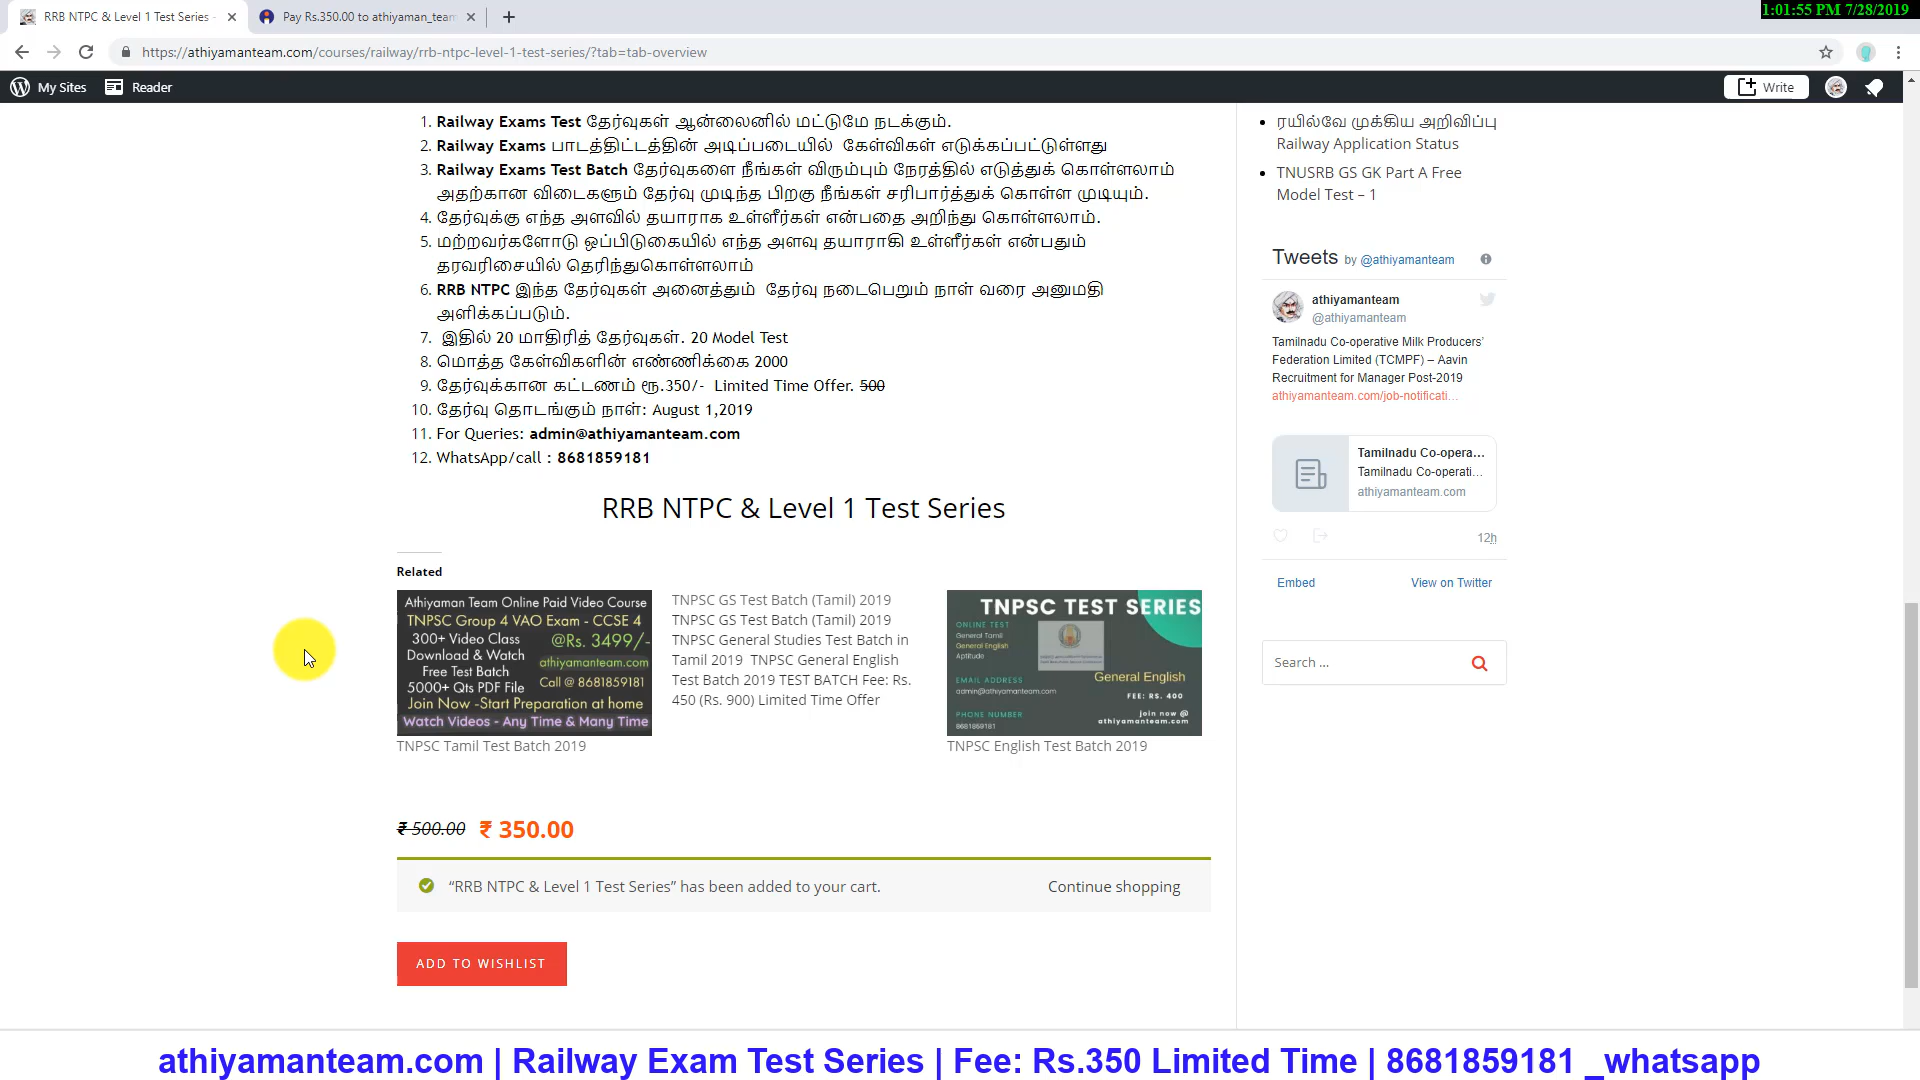 RRB NTPC & Level 1 Test Series -
Pay Rs.350.00 to athiyaman_team
1:01:55 PM 7/28/2019
https://athiyamanteam.com/courses/railway/rrb-ntpc-level-1-test-series/?tab=tab-overview
My Sites
Reader
Write
1. Railway Exams Test தேர்வுகள் ஆன்லைனில் மட்டுமே நடக்கும்.
2. Railway Exams பாடத்திட்டத்தின் அடிப்படையில் கேள்விகள் எடுக்கப்பட்டுள்ளது
3. Railway Exams Test Batch தேர்வுகளை நீங்கள் விரும்பும் நேரத்தில் எடுத்துக் கொள்ளலாம்
அதற்கான விடைகளும் தேர்வு முடிந்த பிறகு நீங்கள் சரிபார்த்துக் கொள்ள முடியும்.
4. தேர்வுக்கு எந்த அளவில் தயாராக உள்ளீர்கள் என்பதை அறிந்து கொள்ளலாம்.
5. மற்றவர்களோடு ஒப்பிடுகையில் எந்த அளவு தயாராகி உள்ளீர்கள் என்பதும்
தரவரிசையில் தெரிந்துகொள்ளலாம்
6. RRB NTPC இந்த தேர்வுகள் அனைத்தும் தேர்வு நடைபெறும் நாள் வரை அனுமதி
அளிக்கப்படும்.
7. இதில் 20 மாதிரித் தேர்வுகள். 20 Model Test
8. மொத்த கேள்விகளின் எண்ணிக்கை 2000
9. தேர்வுக்கான கட்டணம் ரூ.350/- Limited Time Offer. 500
10. தேர்வு தொடங்கும் நாள்: August 1,2019
11. For Queries: admin@athiyamanteam.com
12. WhatsApp/call : 8681859181
RRB NTPC & Level 1 Test Series
Related
Athiyaman Team Online Paid Video Course
TNPSC Group 4 VAO Exam - CCSE 4
300+ Video Class @Rs. 3499/-
Download & Watch athiyamanteam.com
Free Test Batch
5000+ Qts PDF File Call @ 8681859181
Join Now -Start Preparation at home
Watch Videos - Any Time & Many Time
TNPSC Tamil Test Batch 2019
TNPSC GS Test Batch (Tamil) 2019
TNPSC GS Test Batch (Tamil) 2019
TNPSC General Studies Test Batch in
Tamil 2019 TNPSC General English
Test Batch 2019 TEST BATCH Fee: Rs.
450 (Rs. 900) Limited Time Offer
TNPSC TEST SERIES
ONLINE TEST
General Tamil
General English
Aptitude
EMAIL ADDRESS
admin@athiyamanteam.com
PHONE NUMBER
8681859181
General English
FEE: RS. 400
join now @
athiyamanteam.com
TNPSC English Test Batch 2019
₹ 500.00 ₹ 350.00
“RRB NTPC & Level 1 Test Series” has been added to your cart.
Continue shopping
ADD TO WISHLIST
ரயில்வே முக்கிய அறிவிப்பு
Railway Application Status
TNUSRB GS GK Part A Free
Model Test – 1
Tweets by @athiyamanteam
athiyamanteam
@athiyamanteam
Tamilnadu Co-operative Milk Producers’
Federation Limited (TCMPF) – Aavin
Recruitment for Manager Post-2019
athiyamanteam.com/job-notificati…
Tamilnadu Co-opera…
Tamilnadu Co-operati…
athiyamanteam.com
12h
Embed
View on Twitter
Search ...
athiyamanteam.com | Railway Exam Test Series | Fee: Rs.350 Limited Time | 8681859181 _whatsapp